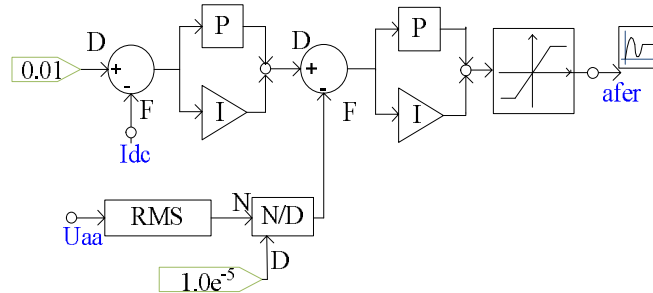 P P
D D
0.01 + - + -
F I F I
Idc afer
Uaa RMS N N/D
D
1.0e-5